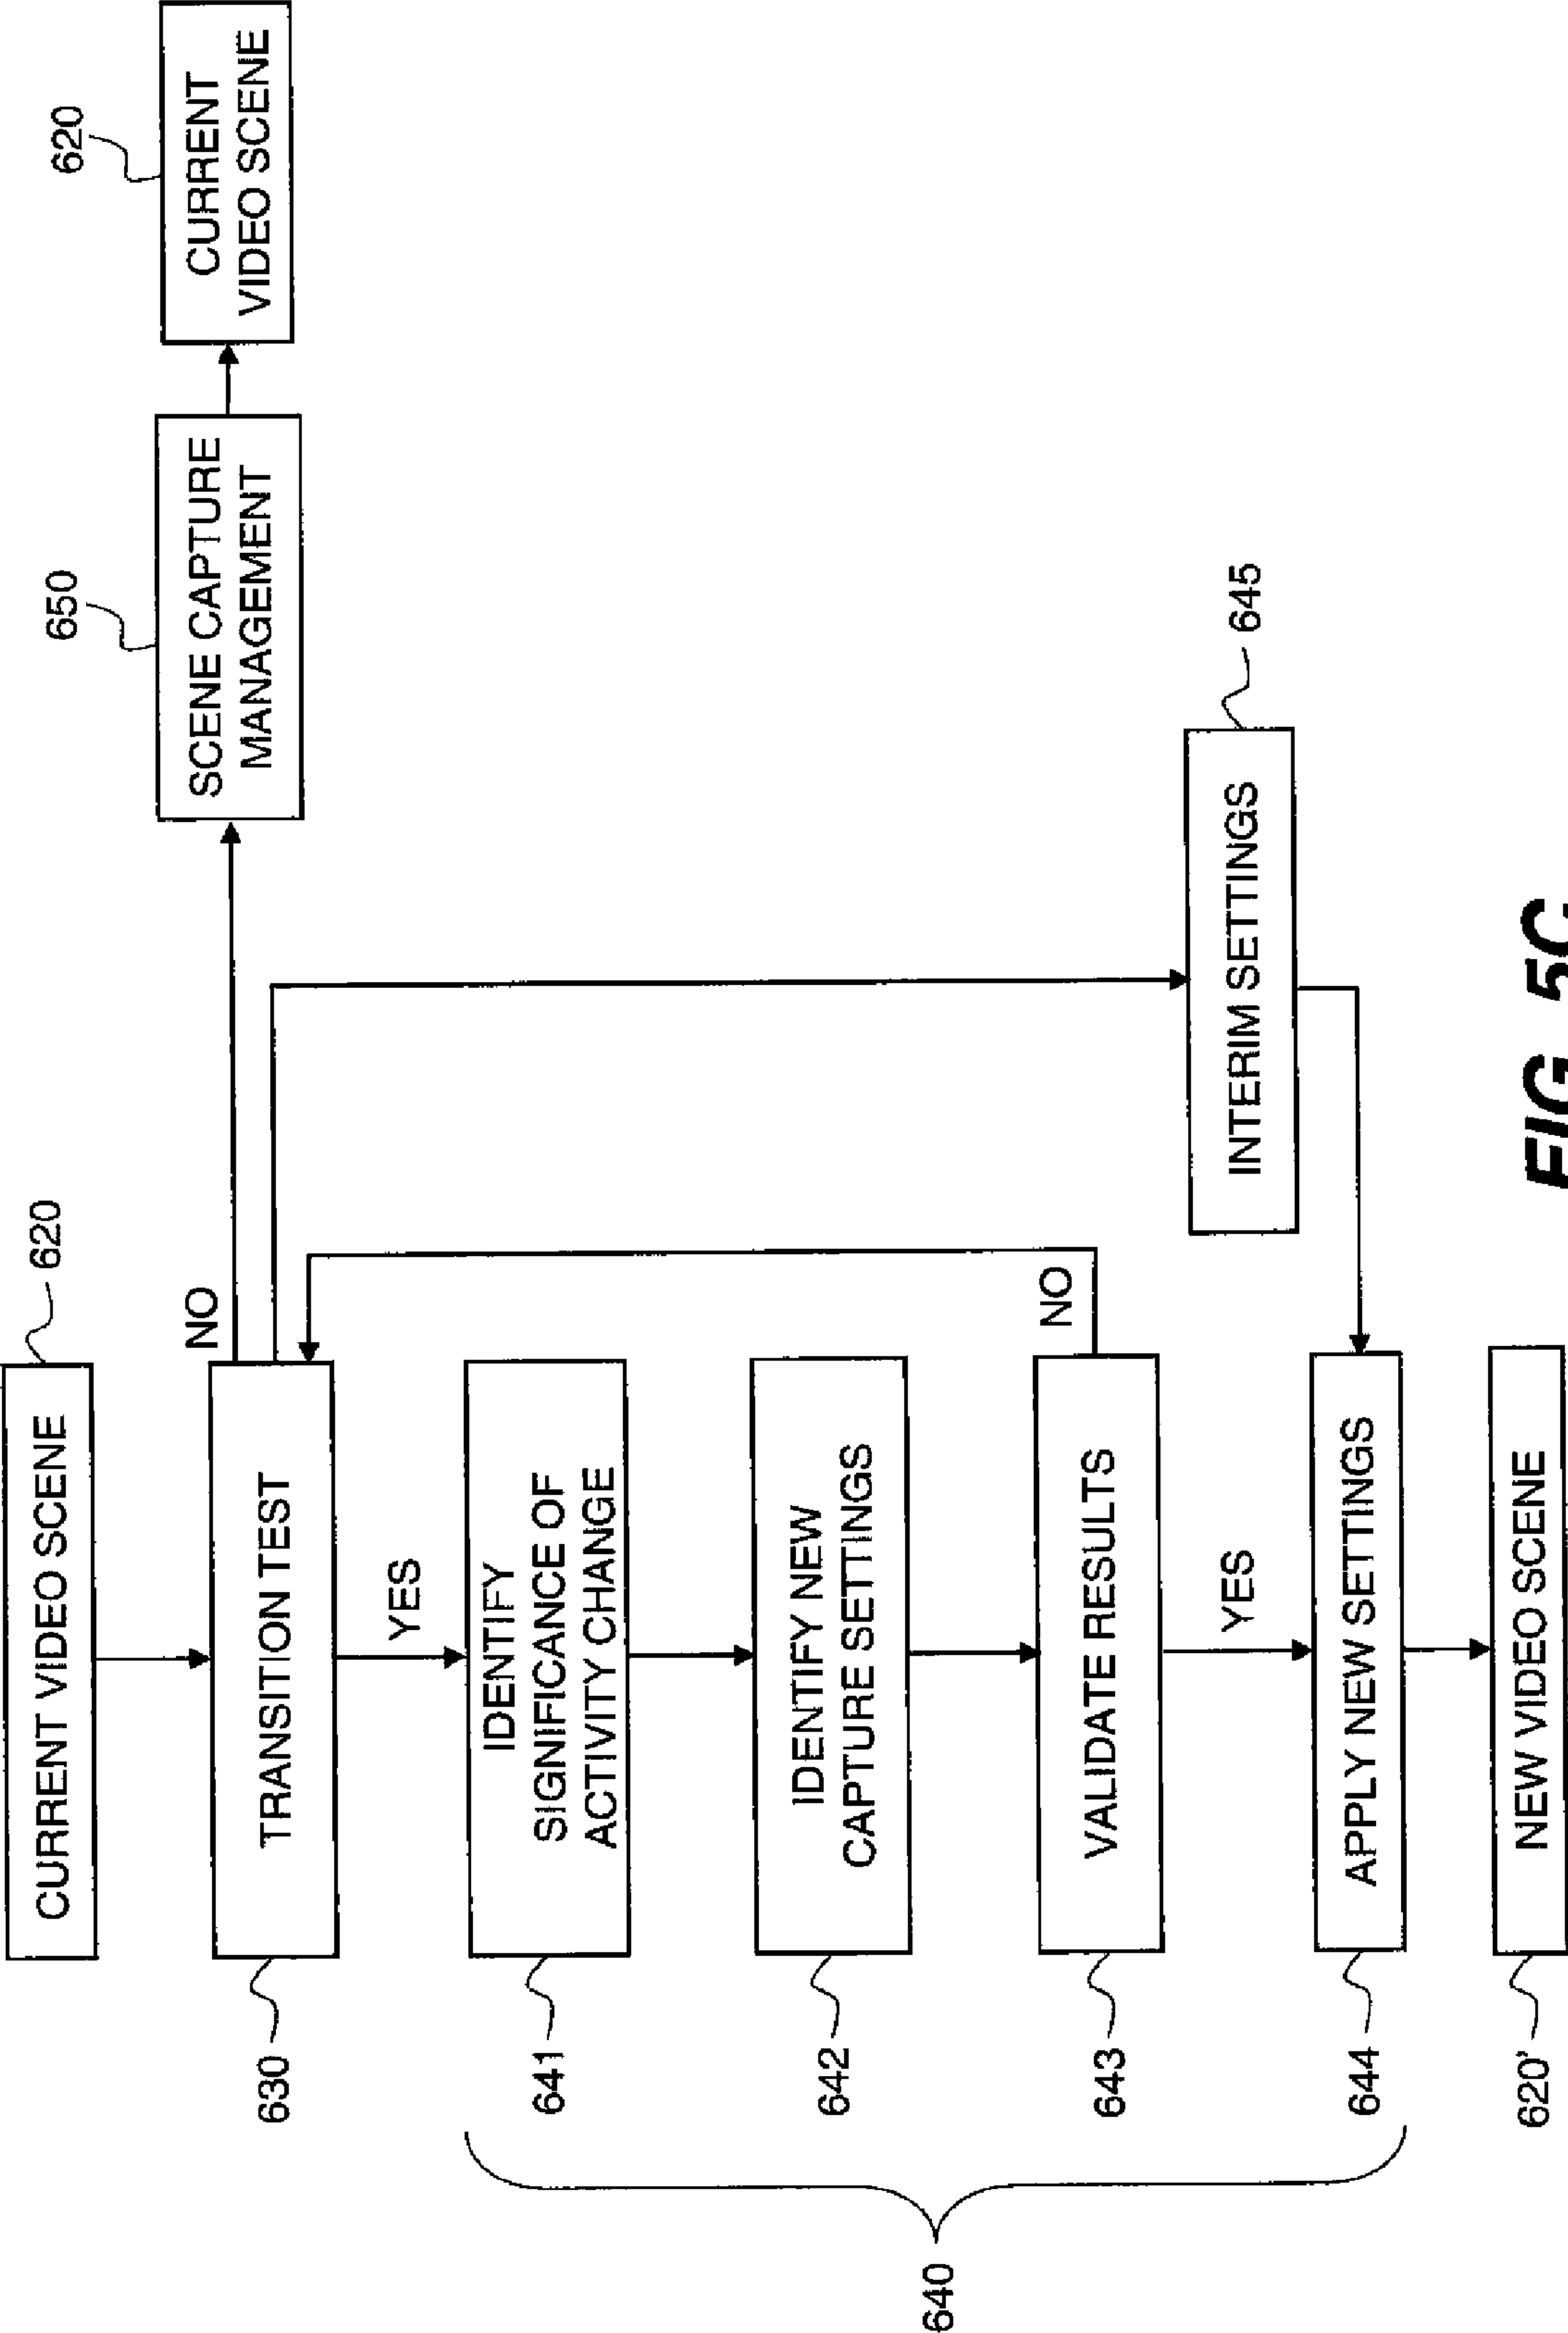 620
CURRENT VIDEO SCENE
630
TRANSITION TEST
NO
650
SCENE CAPTURE
MANAGEMENT
620
CURRENT
VIDEO SCENE
YES
641
IDENTIFY
SIGNIFICANCE OF
ACTIVITY CHANGE
642
IDENTIFY NEW
CAPTURE SETTINGS
643
VALIDATE RESULTS
NO
YES
645
INTERIM SETTINGS
644
APPLY NEW SETTINGS
640
620'
NEW VIDEO SCENE
FIG. 5C